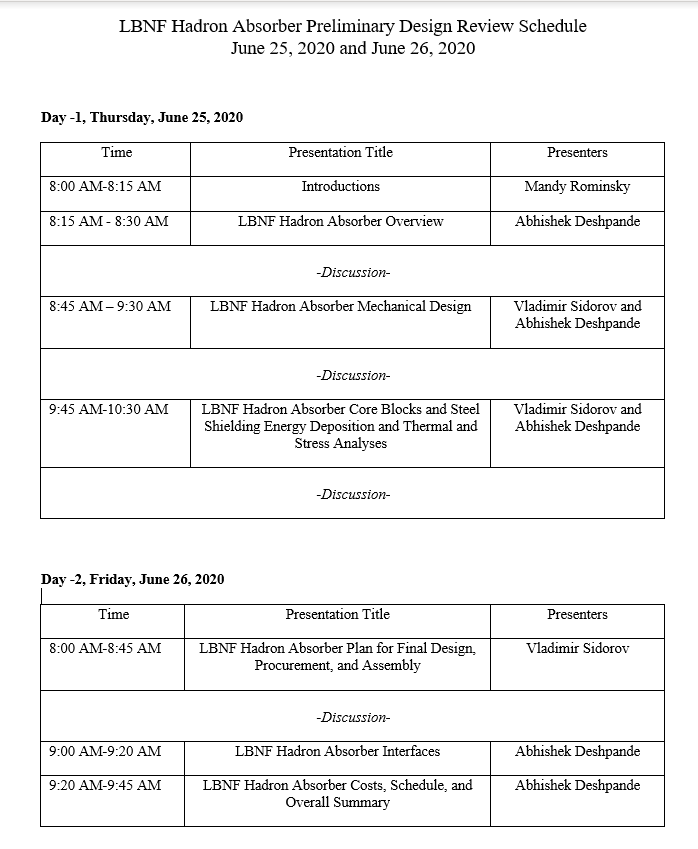 LBNF Hadron Absorber Preliminary Design Review Schedule
June 25, 2020 and June 26, 2020
Day -1, Thursday, June 25, 2020
Time Presentation Title Presenters
8:00 AM-8:15 AM Introductions Mandy Rominsky
8:15 AM - 8:30 AM LBNF Hadron Absorber Overview Abhishek Deshpande
-Discussion-
8:45 AM – 9:30 AM LBNF Hadron Absorber Mechanical Design Vladimir Sidorov and
Abhishek Deshpande
-Discussion-
9:45 AM-10:30 AM LBNF Hadron Absorber Core Blocks and Steel Vladimir Sidorov and
Shielding Energy Deposition and Thermal and Abhishek Deshpande
Stress Analyses
-Discussion-
Day -2, Friday, June 26, 2020
Time Presentation Title Presenters
8:00 AM-8:45 AM LBNF Hadron Absorber Plan for Final Design, Vladimir Sidorov
Procurement, and Assembly
-Discussion-
9:00 AM-9:20 AM LBNF Hadron Absorber Interfaces Abhishek Deshpande
9:20 AM-9:45 AM LBNF Hadron Absorber Costs, Schedule, and Abhishek Deshpande
Overall Summary